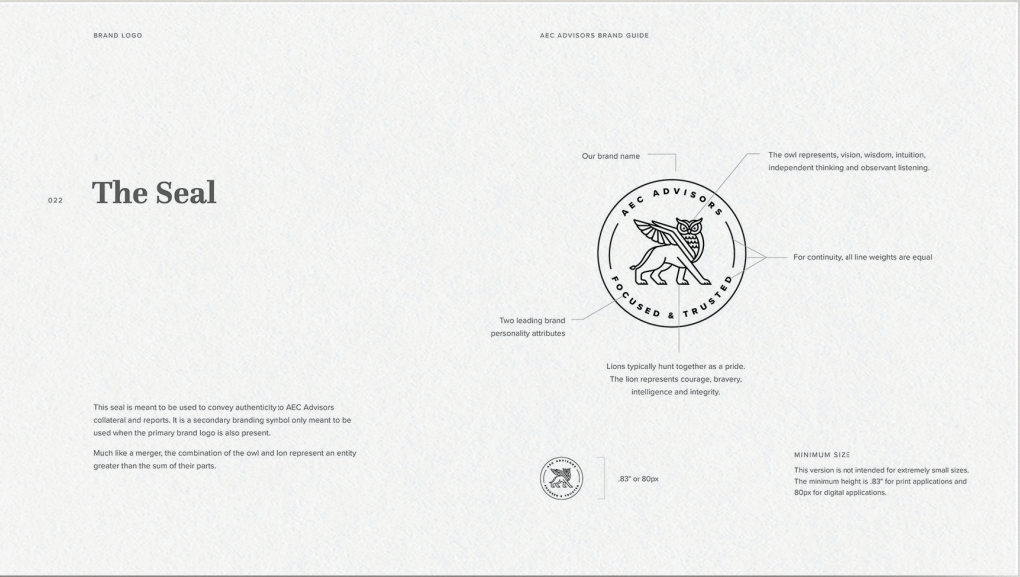 BRAND LOGO
AEC ADVISORS BRAND GUIDE
022
The Seal
This seal is meant to be used to convey authenticity to AEC Advisors
collateral and reports. It is a secondary branding symbol only meant to be
used when the primary brand logo is also present.
Much like a merger, the combination of the owl and lion represent an entity
greater than the sum of their parts.
Our brand name
The owl represents, vision, wisdom, intuition,
independent thinking and observant listening.
AEC ADVISORS
FOCUSED & TRUSTED
For continuity, all line weights are equal
Two leading brand
personality attributes
Lions typically hunt together as a pride.
The lion represents courage, bravery,
intelligence and integrity.
AEC ADVISORS
FOCUSED & TRUSTED
.83" or 80px
MINIMUM SIZE
This version is not intended for extremely small sizes.
The minimum height is .83" for print applications and
80px for digital applications.